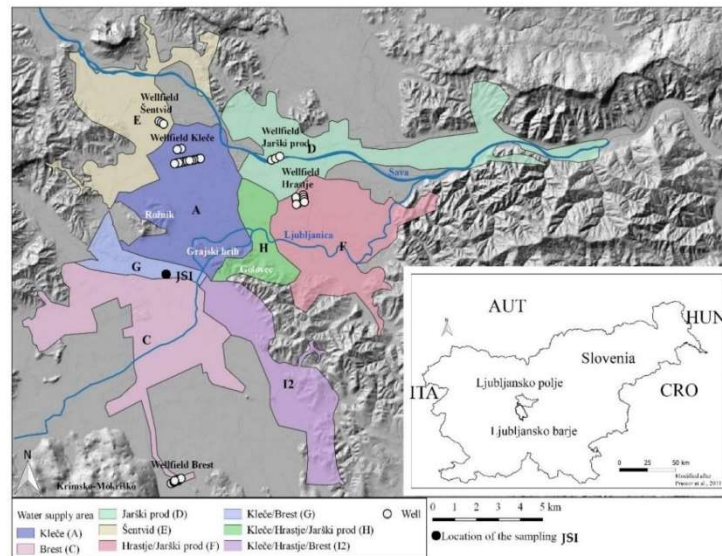 Wellfield
Šentvid
E
Wellfield Kleče
Wellfield
Jarški prod
D
Wellfield
Hrastje
Sava
Rožnik
A
Ljubljanica
Grajski hrib
H
F
Golovec
G
JSI
C
I2
Wellfield Brest
Krimsko-Mokriško
N
AUT
HUN
Slovenia
ITA
Ljubljansko polje
CRO
Ljubljansko barje
0 25 50 km
Modified after
Water supply area
Kleče (A)
Brest (C)
Jarški prod (D)
Šentvid (E)
Hrastje/Jarški prod (F)
Kleče/Brest (G)
Kleče/Hrastje/Jarški prod (H)
Kleče/Hrastje/Brest (I2)
Well
0 1 2 3 4 5 km
Location of the sampling JSI